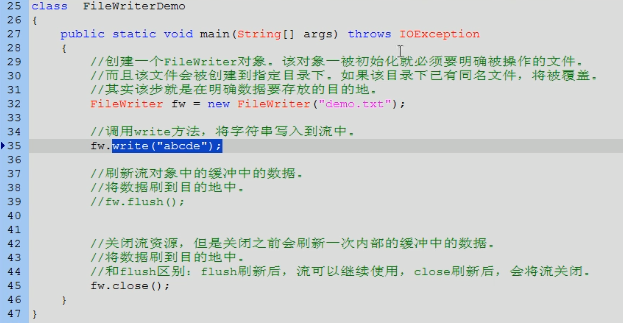 25 class  FileWriterDemo
26 {
27     public static void main(String[] args) throws IOException
28     {
29         //创建一个FileWriter对象。该对象一被初始化就必须要明确被操作的文件。
30         //而且该文件会被创建到指定目录下。如果该目录下已有同名文件，将被覆盖。
31         //其实该步就是在明确数据要存放的目的地。
32         FileWriter fw = new FileWriter("demo.txt");
33
34         //调用write方法，将字符串写入到流中。
35         fw.write("abcde");
36
37         //刷新流对象中的缓冲中的数据。
38         //将数据刷到目的地中。
39         //fw.flush();
40
41
42         //关闭流资源，但是关闭之前会刷新一次内部的缓冲中的数据。
43         //将数据刷到目的地中。
44         //和flush区别：flush刷新后，流可以继续使用，close刷新后，会将流关闭。
45         fw.close();
46     }
47 }